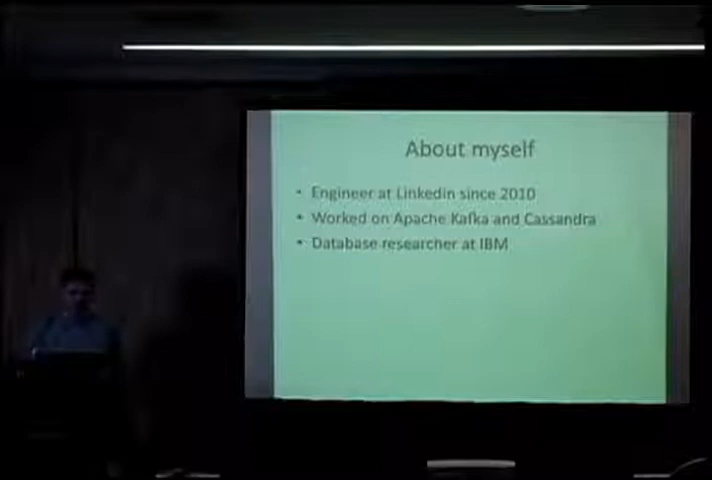 About myself
• Engineer at LinkedIn since 2010
• Worked on Apache Kafka and Cassandra
• Database researcher at IBM